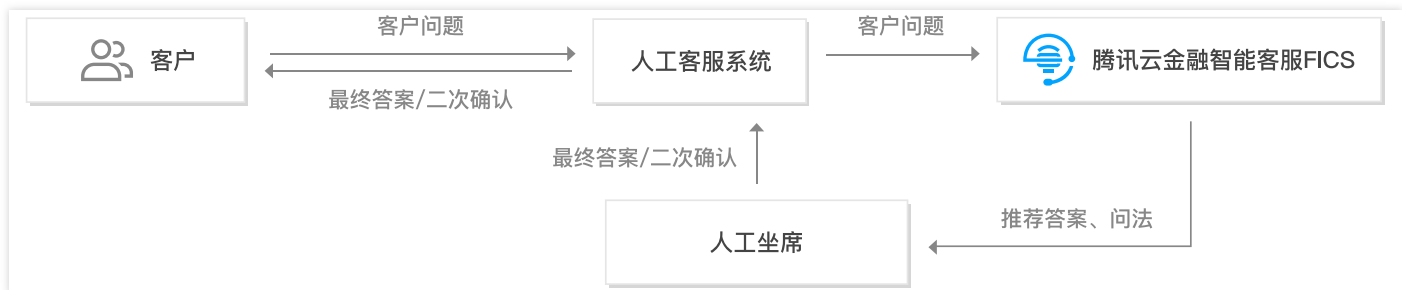 客户问题
客户问题
客户
人工客服系统
腾讯云金融智能客服FICS
最终答案/二次确认
最终答案/二次确认
推荐答案、问法
人工坐席